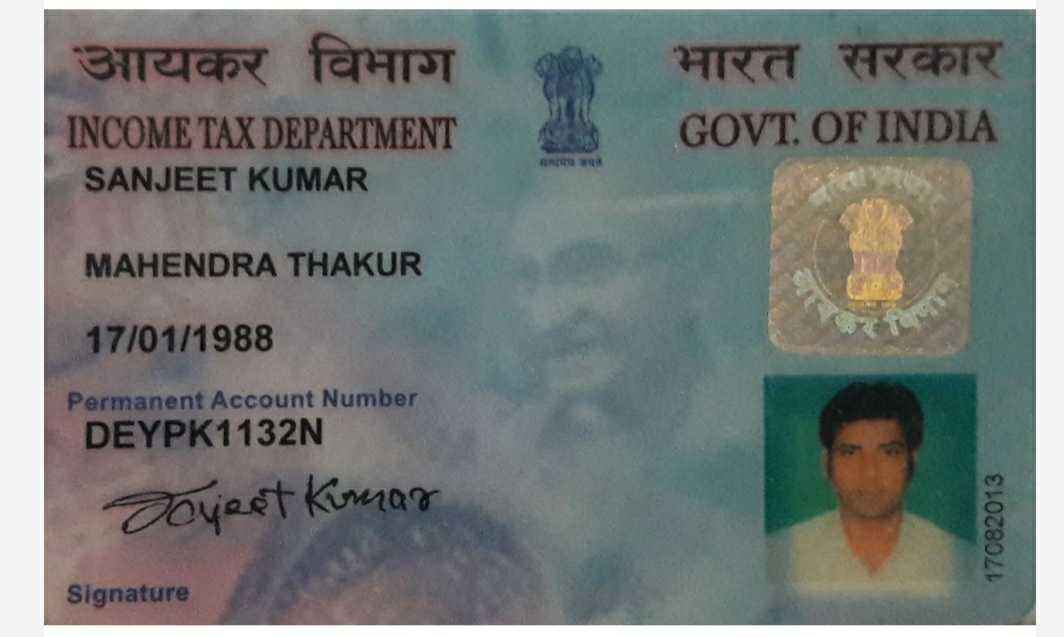 आयकर विभाग
INCOME TAX DEPARTMENT
भारत सरकार
GOVT. OF INDIA
सत्यमेव जयते
SANJEET KUMAR
MAHENDRA THAKUR
17/01/1988
Permanent Account Number
DEYPK1132N
Sanjeet Kumar
Signature
भारत सरकार
आयकर विभाग
17082013